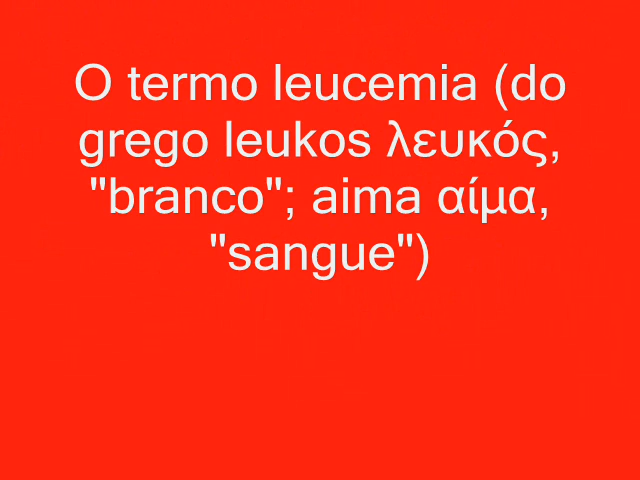 O termo leucemia (do
grego leukos λευκός,
"branco"; aima αίμα,
"sangue")